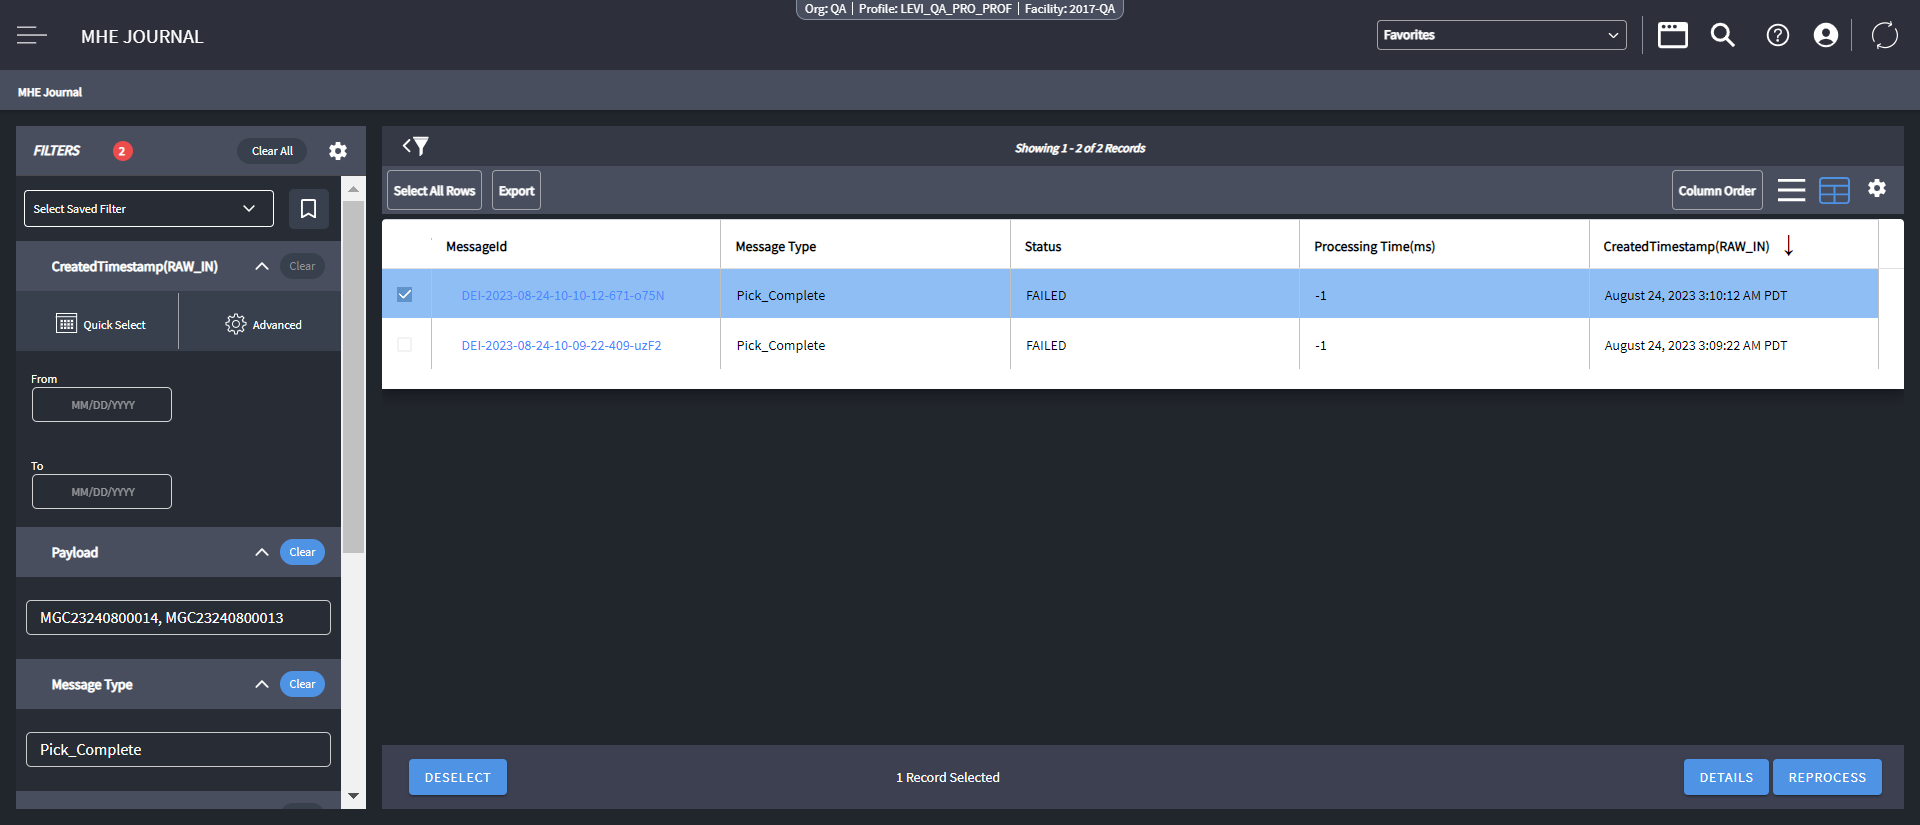 Org: QA | Profile: LEVI_QA_PRO_PROF | Facility: 2017-QA
MHE JOURNAL
Favorites
MHE Journal
FILTERS 2 Clear All
Select Saved Filter
CreatedTimestamp(RAW_IN) Clear
Quick Select Advanced
From
MM/DD/YYYY
To
MM/DD/YYYY
Payload Clear
MGC23240800014, MGC23240800013
Message Type Clear
Pick_Complete
Showing 1 - 2 of 2 Records
Select All Rows Export Column Order
MessageId Message Type Status Processing Time(ms) CreatedTimestamp(RAW_IN)
DEI-2023-08-24-10-10-12-671-o75N Pick_Complete FAILED -1 August 24, 2023 3:10:12 AM PDT
DEI-2023-08-24-10-09-22-409-uzF2 Pick_Complete FAILED -1 August 24, 2023 3:09:22 AM PDT
DESELECT 1 Record Selected DETAILS REPROCESS